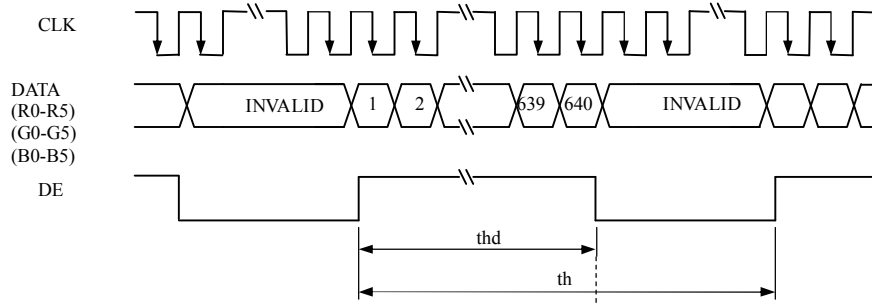 CLK
DATA
(R0-R5)
(G0-G5)
(B0-B5)
INVALID 1 2 639 640 INVALID
DE
thd
th